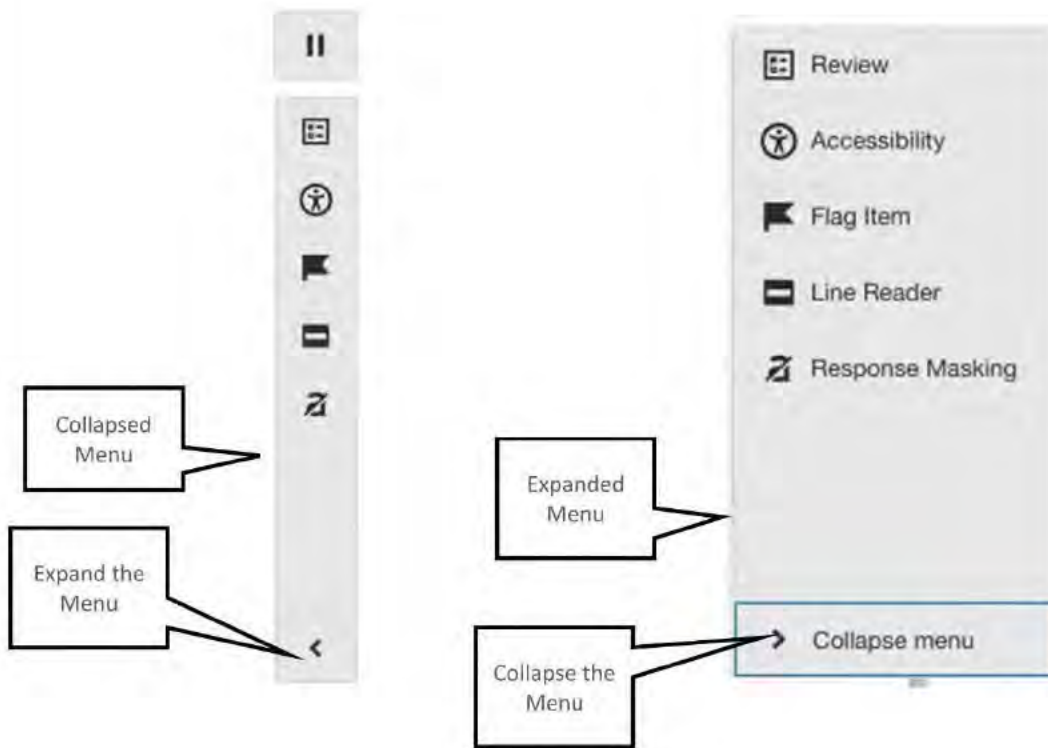 Review
Accessibility
Flag Item
Line Reader
Response Masking
Collapsed
Menu
Expanded
Menu
Expand the
Menu
Collapse menu
Collapse the
Menu